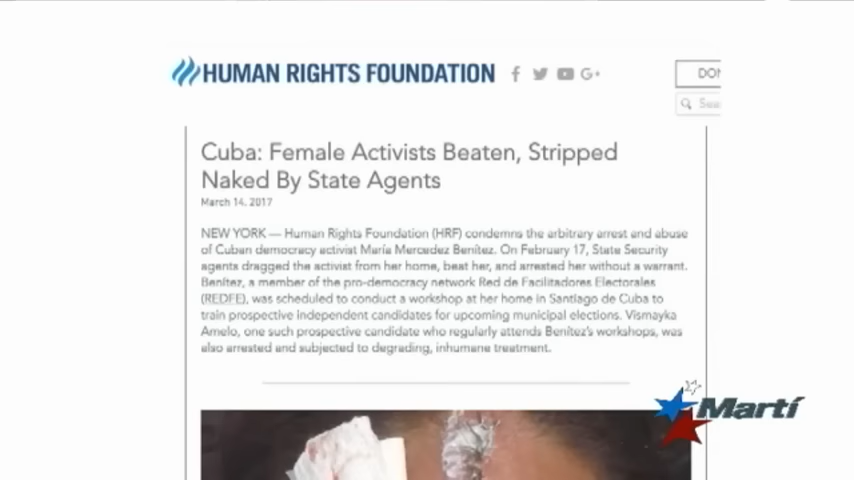 HUMAN RIGHTS FOUNDATION
G+
DON
Sea
Cuba: Female Activists Beaten, Stripped
Naked By State Agents
March 14, 2017
NEW YORK — Human Rights Foundation (HRF) condemns the arbitrary arrest and abuse
of Cuban democracy activist María Mercedez Benítez. On February 17, State Security
agents dragged the activist from her home, beat her, and arrested her without a warrant.
Benítez, a member of the pro-democracy network Red de Facilitadores Electorales
(REDFE), was scheduled to conduct a workshop at her home in Santiago de Cuba to
train prospective independent candidates for upcoming municipal elections. Vismayka
Amelo, one such prospective candidate who regularly attends Benítez's workshops, was
also arrested and subjected to degrading, inhumane treatment.
Martí